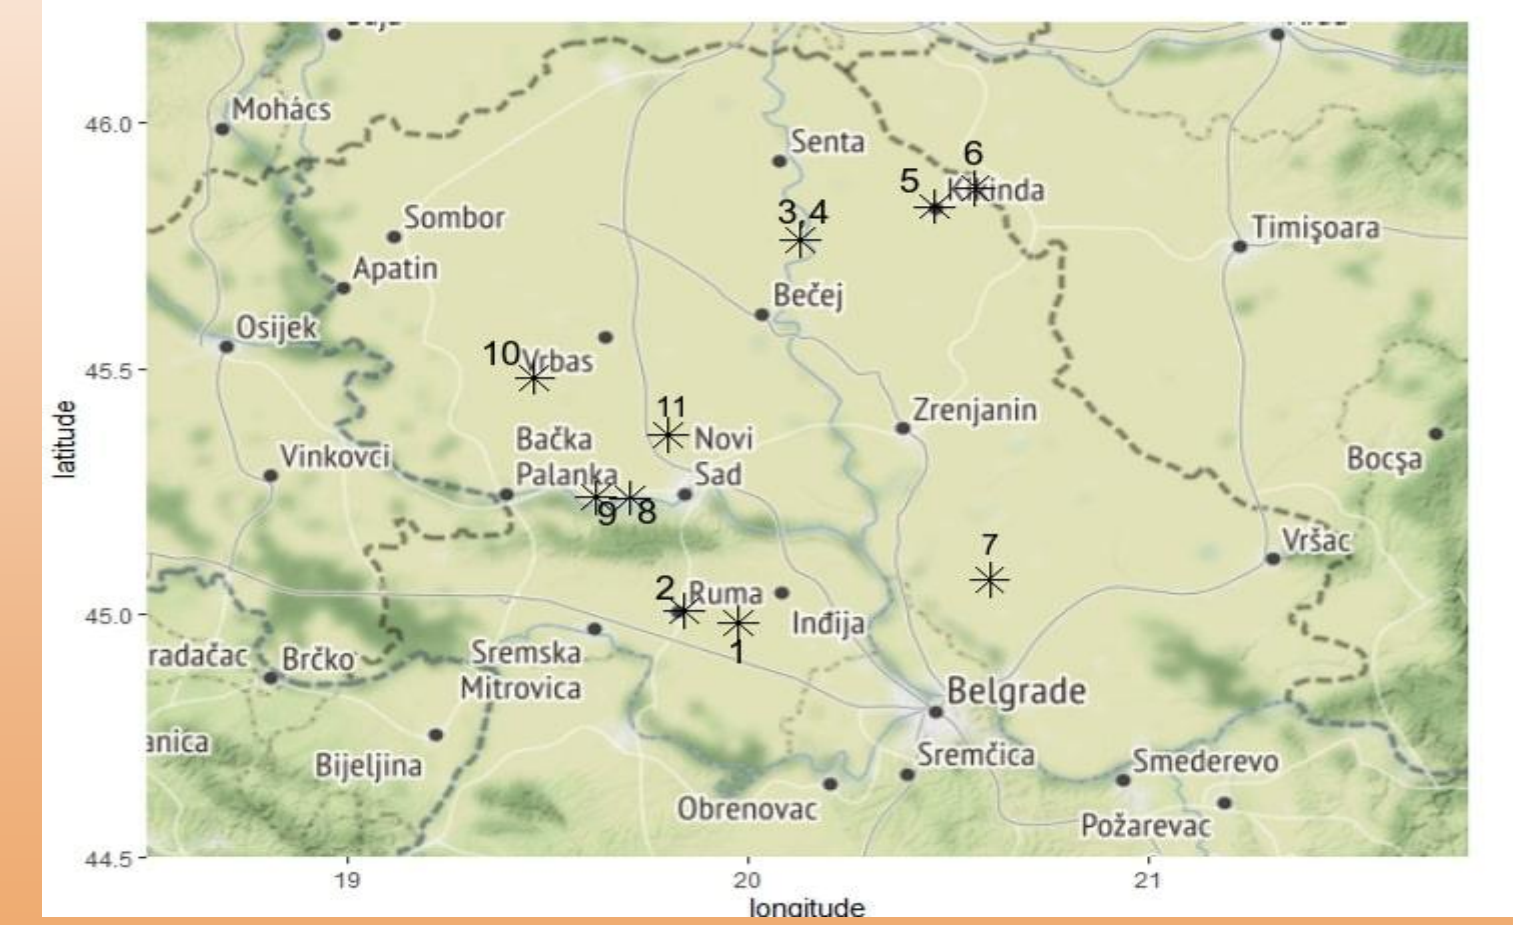 Mohács
46.0
Senta
6
5
Kikinda
3,4
Sombor
Timişoara
Apatin
Bečej
Osijek
10
Vrbas
45.5
11
Zrenjanin
Bačka
Palanka
Novi
Sad
Vinkovci
Bocşa
latitude
9
8
7
Vršac
2
Ruma
45.0
Inđija
1
radačac
Brčko
Sremska
Mitrovica
Belgrade
anica
Bijeljina
Sremčica
Smederevo
Obrenovac
Požarevac
44.5
19
20
21
longitude